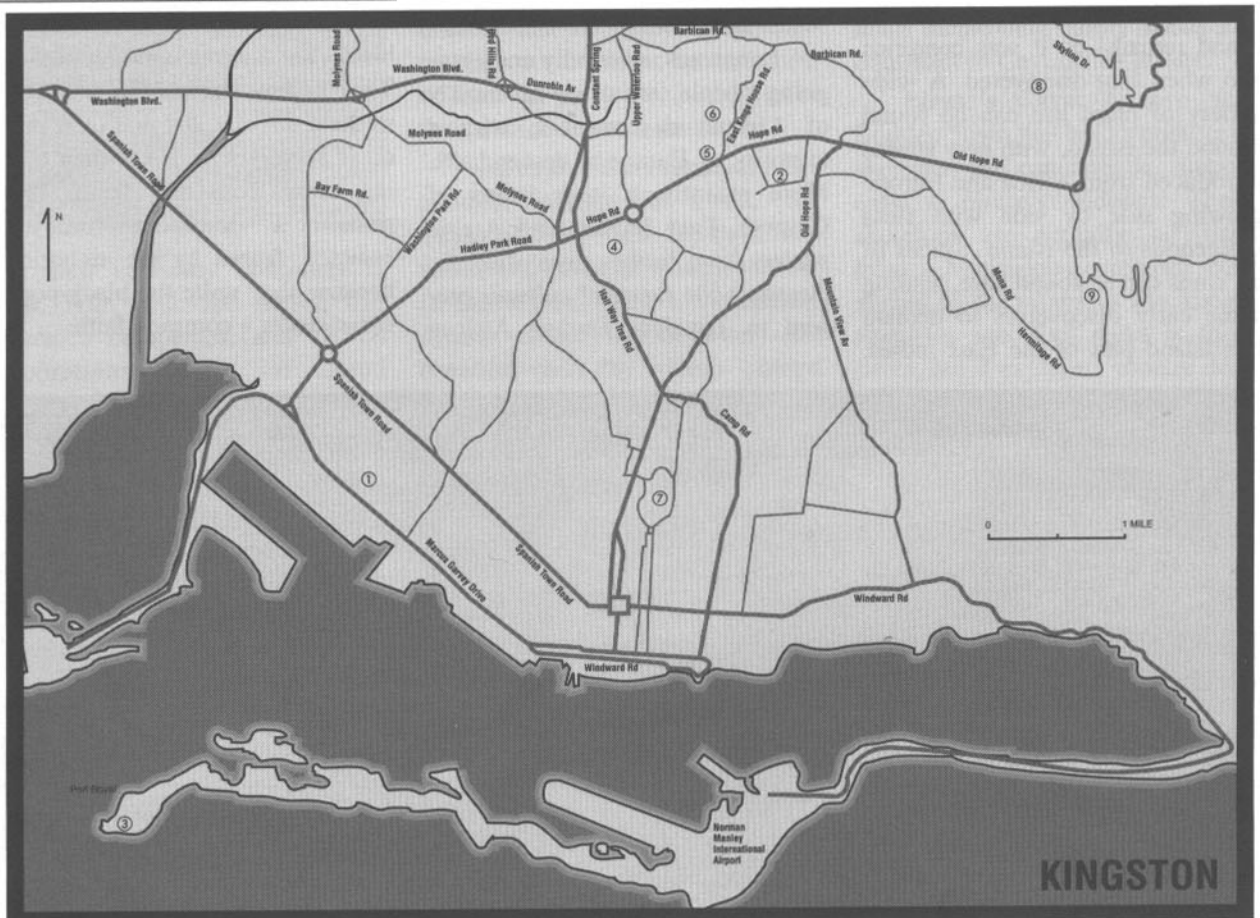 Barbican Rd.
Skyline Dr
Molynes Road
Red Hills Rd
Constant Spring
Upper Waterloo Rad
Barbican Rd.
Washington Blvd.
Dunrobin Av
East Kings House Rd.
8
Washington Blvd.
6
Hope Rd
Molynes Road
5
Old Hope Rd
Spanish Town Road
2
Bay Farm Rd.
Washington Park Rd.
Molynes Road
Hope Rd
Old Hope Rd
N
Hadley Park Road
4
Mona Rd
9
Half Way Tree Rd
Mountain View Av
Hermitage Rd
Spanish Town Road
Camp Rd
1
7
0
1 MILE
Marcus Garvey Drive
Spanish Town Road
Windward Rd
Windward Rd
Port Royal
3
Norman
Manley
International
Airport
KINGSTON